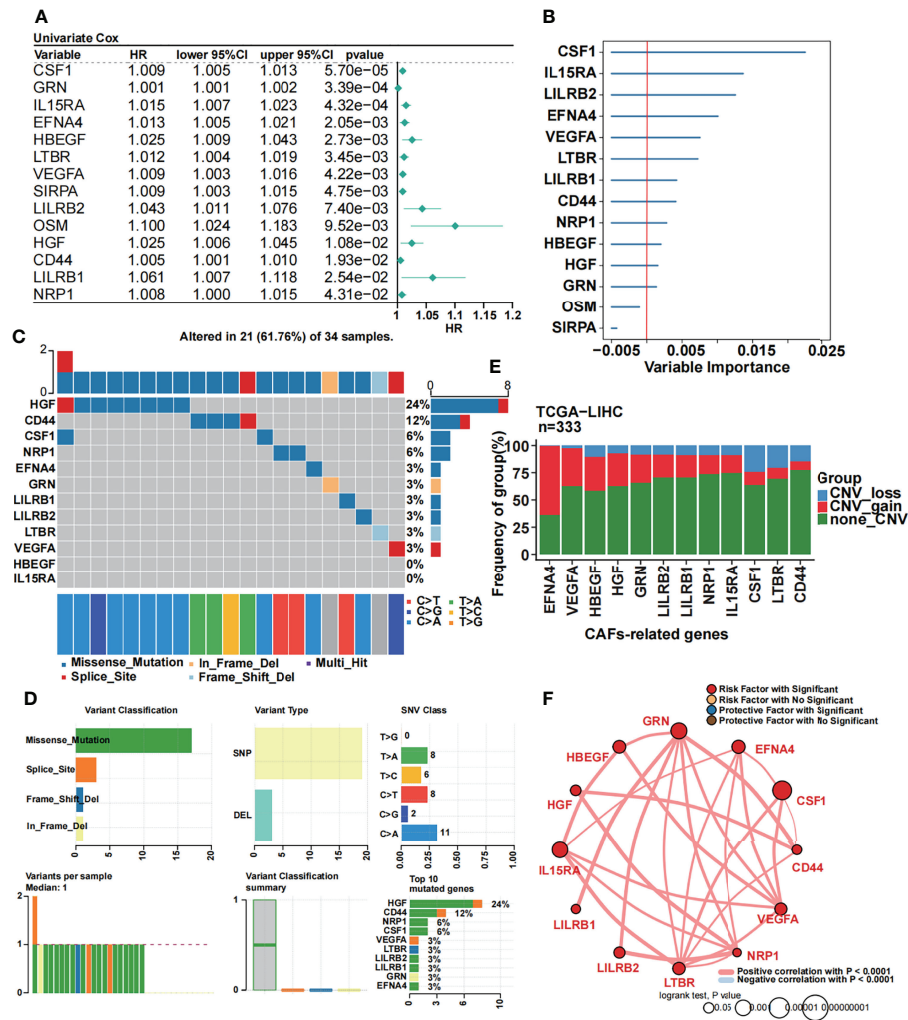 A
Univariate Cox
Variable HR lower 95%CI upper 95%CI pvalue
CSF1 1.009 1.005 1.013 5.70e-05
GRN 1.001 1.001 1.002 3.39e-04
IL15RA 1.015 1.007 1.023 4.32e-04
EFNA4 1.013 1.005 1.021 2.05e-03
HBEGF 1.025 1.009 1.043 2.73e-03
LTBR 1.012 1.004 1.019 3.45e-03
VEGFA 1.009 1.003 1.016 4.22e-03
SIRPA 1.009 1.003 1.015 4.75e-03
LILRB2 1.043 1.011 1.076 7.40e-03
OSM 1.100 1.024 1.183 9.52e-03
HGF 1.025 1.006 1.045 1.08e-02
CD44 1.005 1.001 1.010 1.93e-02
LILRB1 1.061 1.007 1.118 2.54e-02
NRP1 1.008 1.000 1.015 4.31e-02
1 1.05 1.1 1.15 1.2
HR
B
CSF1
IL15RA
LILRB2
EFNA4
VEGFA
LTBR
LILRB1
CD44
NRP1
HBEGF
HGF
GRN
OSM
SIRPA
−0.005 0.005 0.015 0.025
Variable Importance
C
Altered in 21 (61.76%) of 34 samples.
2
0
0 8
HGF 24%
CD44 12%
CSF1 6%
NRP1 6%
EFNA4 3%
GRN 3%
LILRB1 3%
LILRB2 3%
LTBR 3%
VEGFA 3%
HBEGF 0%
IL15RA 0%
C>T T>A
C>G T>C
C>A T>G
Missense_Mutation In_Frame_Del Multi_Hit
Splice_Site Frame_Shift_Del
E
TCGA−LIHC
n=333
Frequency of group(%)
100
75
50
25
0
EFNA4 VEGFA HBEGF HGF GRN LILRB2 LILRB1 NRP1 IL15RA CSF1 LTBR CD44
CAFs-related genes
Group
CNV_loss
CNV_gain
none_CNV
D
Variant Classification
Missense_Mutation
Splice_Site
Frame_Shift_Del
In_Frame_Del
0 5 10 15 20
Variant Type
SNP
DEL
0 5 10 15 20
SNV Class
T>G 0
T>A 8
T>C 6
C>T 8
C>G 2
C>A 11
0.00 0.25 0.50 0.75 1.00
Variants per sample
Median: 1
2
1
0
Variant Classification
summary
1
0
Top 10
mutated genes
HGF 24%
CD44 12%
NRP1 6%
CSF1 6%
VEGFA 3%
LTBR 3%
LILRB2 3%
LILRB1 3%
GRN 3%
EFNA4 3%
0 3 6 10
F
Risk Factor with Significant
Risk Factor with No Significant
Protective Factor with Significant
Protective Factor with No Significant
GRN
EFNA4
HBEGF
CSF1
HGF
CD44
IL15RA
VEGFA
LILRB1
NRP1
LILRB2
LTBR
Positive correlation with P < 0.0001
Negative correlation with P < 0.0001
logrank test, P value
0.05 0.001 0.00001 0.00000001